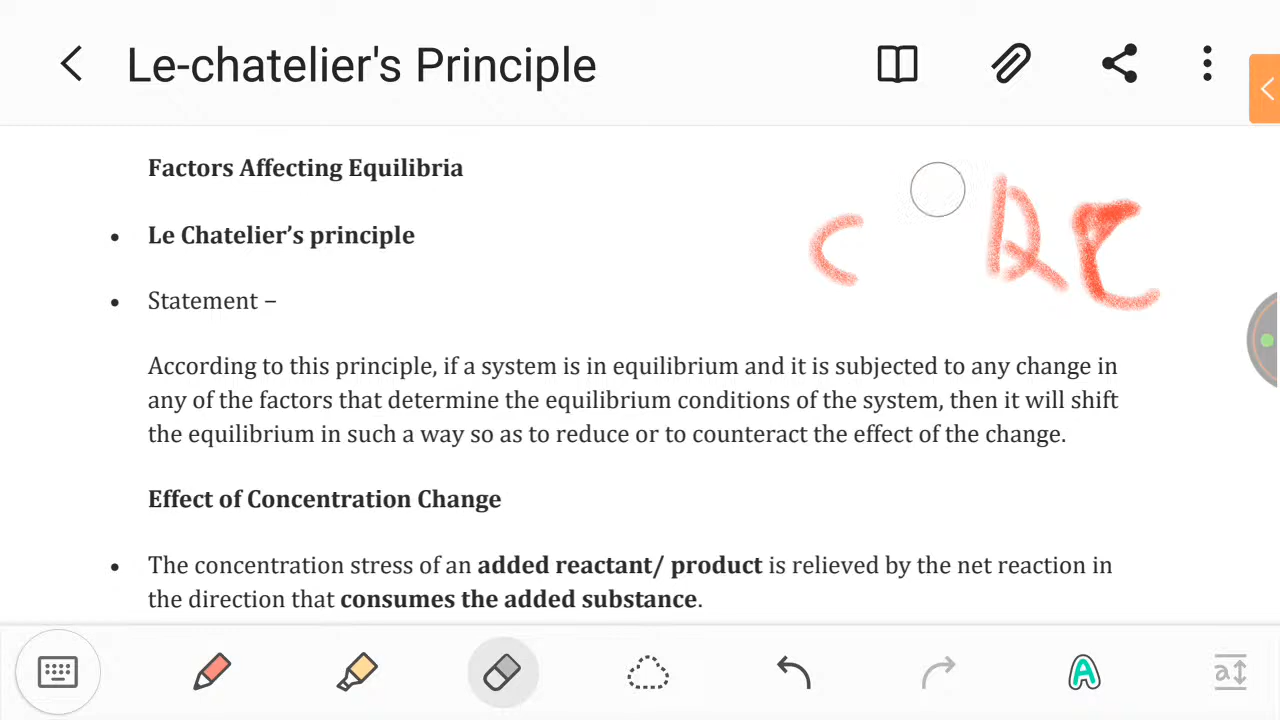 Le-chatelier's Principle
Factors Affecting Equilibria
• Le Chatelier’s principle
• Statement –
According to this principle, if a system is in equilibrium and it is subjected to any change in
any of the factors that determine the equilibrium conditions of the system, then it will shift
the equilibrium in such a way so as to reduce or to counteract the effect of the change.
Effect of Concentration Change
• The concentration stress of an added reactant/ product is relieved by the net reaction in
the direction that consumes the added substance.
A
a